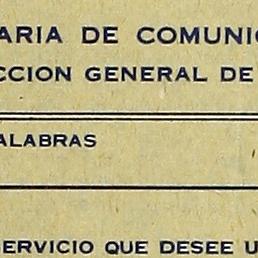 ARIA DE COMUNIC
CCION GENERAL DE
ALABRAS
SERVICIO QUE DESEE U